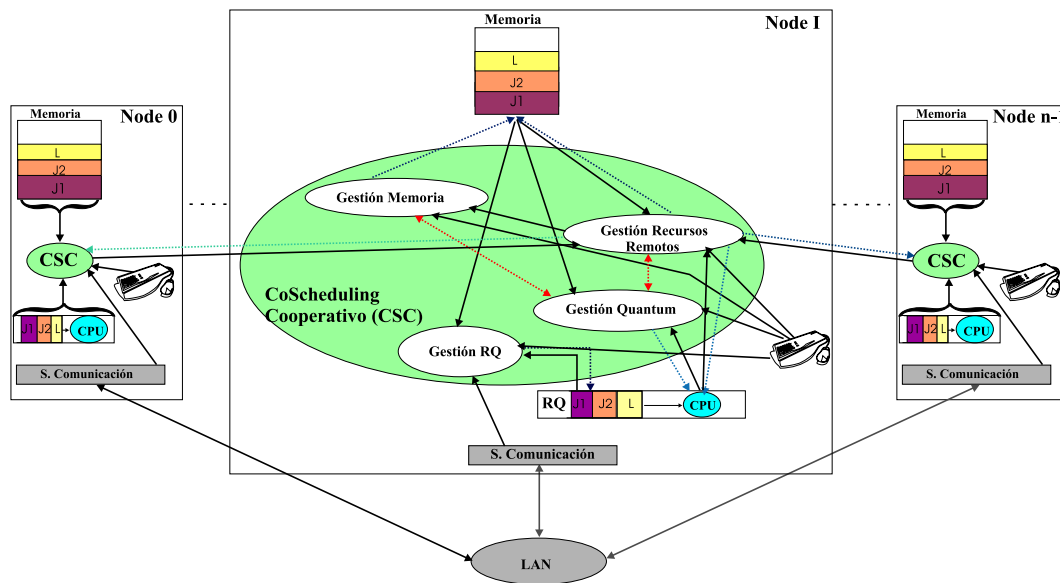 Memoria
Node I
L
J2
J1
Memoria
Node 0
L
J2
J1
CSC
J1
J2
L
CPU
S. Comunicación
Gestión Memoria
Gestión Recursos
Remotos
CoScheduling
Cooperativo (CSC)
Gestión Quantum
Gestión RQ
RQ
J1
J2
L
CPU
S. Comunicación
Memoria
Node n-1
L
J2
J1
CSC
J1
J2
L
CPU
S. Comunicación
LAN